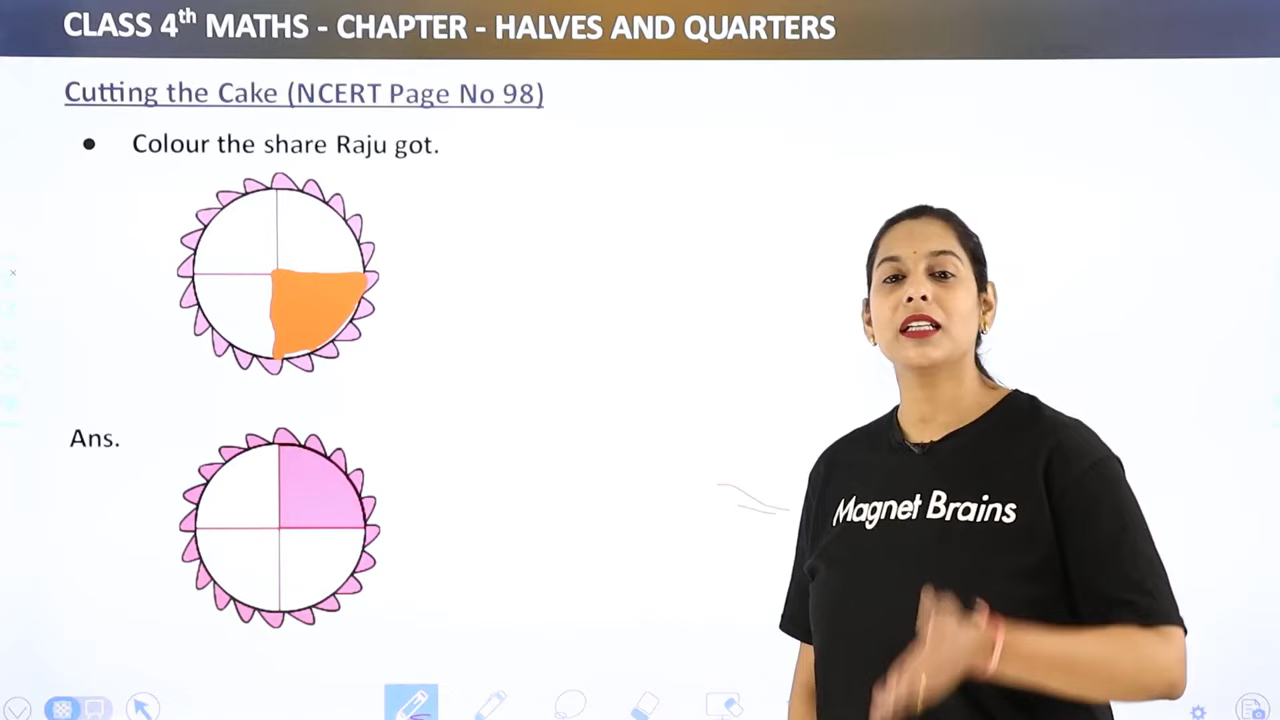 CLASS 4th MATHS - CHAPTER - HALVES AND QUARTERS
Cutting the Cake (NCERT Page No 98)
● Colour the share Raju got.
Ans.
Magnet Brains